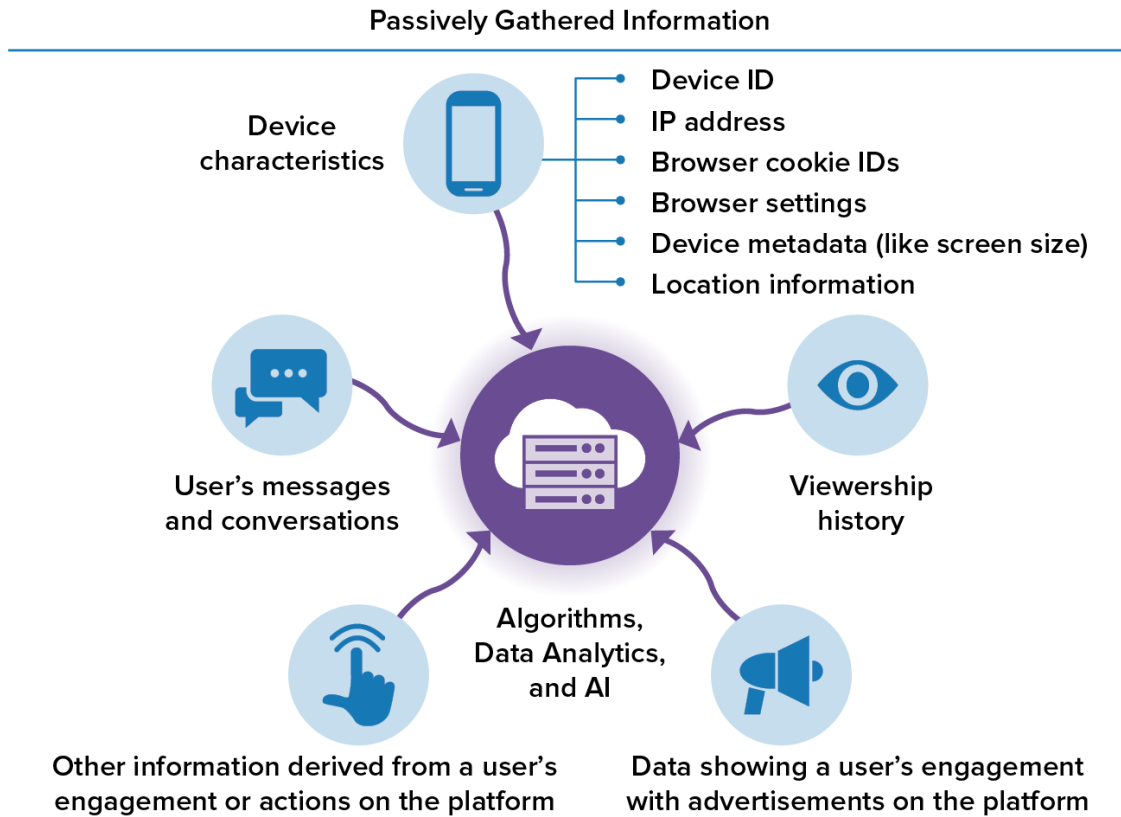 Passively Gathered Information
Device
characteristics
Device ID
IP address
Browser cookie IDs
Browser settings
Device metadata (like screen size)
Location information
User’s messages
and conversations
Viewership
history
Algorithms,
Data Analytics,
and AI
Other information derived from a user’s
engagement or actions on the platform
Data showing a user’s engagement
with advertisements on the platform